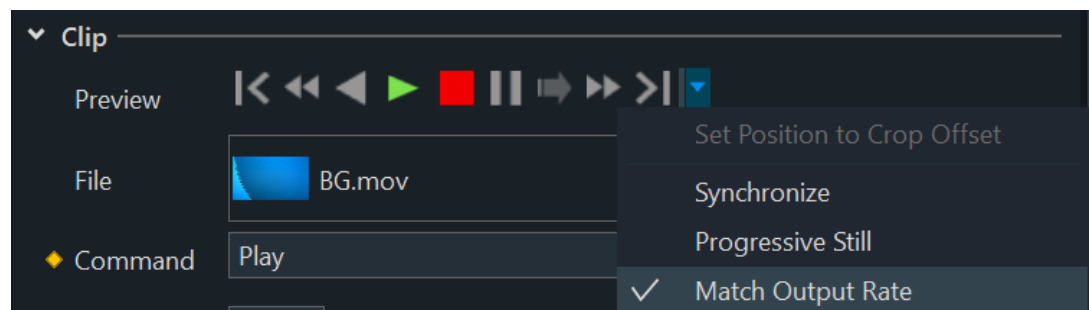 Clip
Preview
Set Position to Crop Offset
File
BG.mov
Synchronize
Progressive Still
Command
Play
Match Output Rate